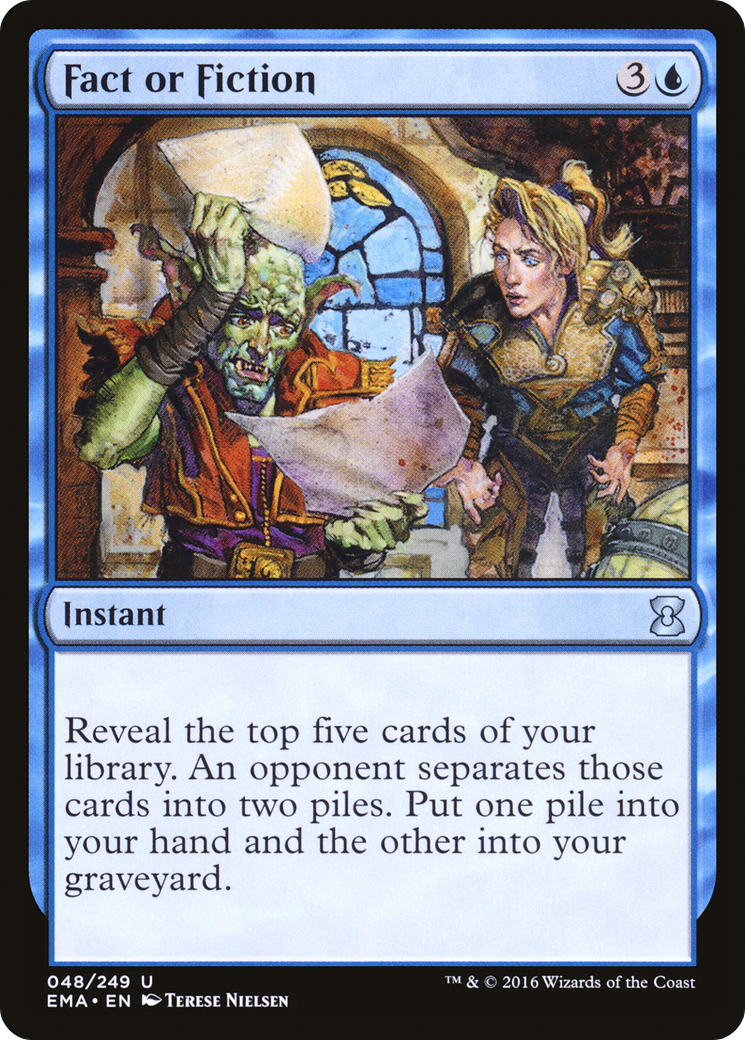 Fact or Fiction 3
Instant
Reveal the top five cards of your
library. An opponent separates those
cards into two piles. Put one pile into
your hand and the other into your
graveyard.
048/249 U ™ & © 2016 Wizards of the Coast
EMA • EN Terese Nielsen